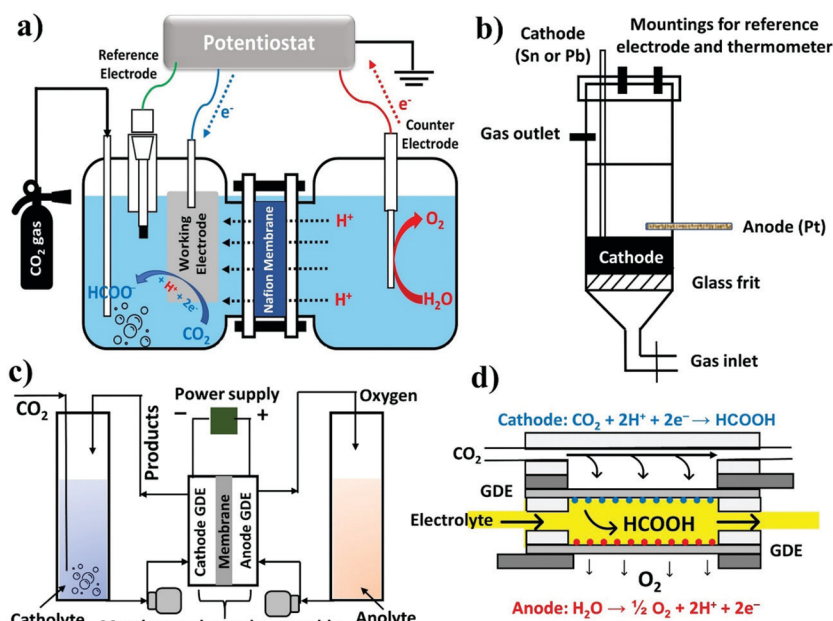 a)
Potentiostat
Reference
Electrode
e⁻
e⁻
Counter
Electrode
CO₂ gas
Working
Electrode
Nafion Membrane
H⁺
H⁺
O₂
H₂O
HCOO⁻
+ H⁺ + 2e⁻
CO₂
b)
Cathode
(Sn or Pb)
Mountings for reference
electrode and thermometer
Gas outlet
Anode (Pt)
Cathode
Glass frit
Gas inlet
c)
CO₂
Products
Power supply
− +
Oxygen
Cathode GDE
Membrane
Anode GDE
Catholyte
Anolyte
d)
Cathode: CO₂ + 2H⁺ + 2e⁻ → HCOOH
CO₂
GDE
Electrolyte
HCOOH
GDE
O₂
Anode: H₂O → ½ O₂ + 2H⁺ + 2e⁻